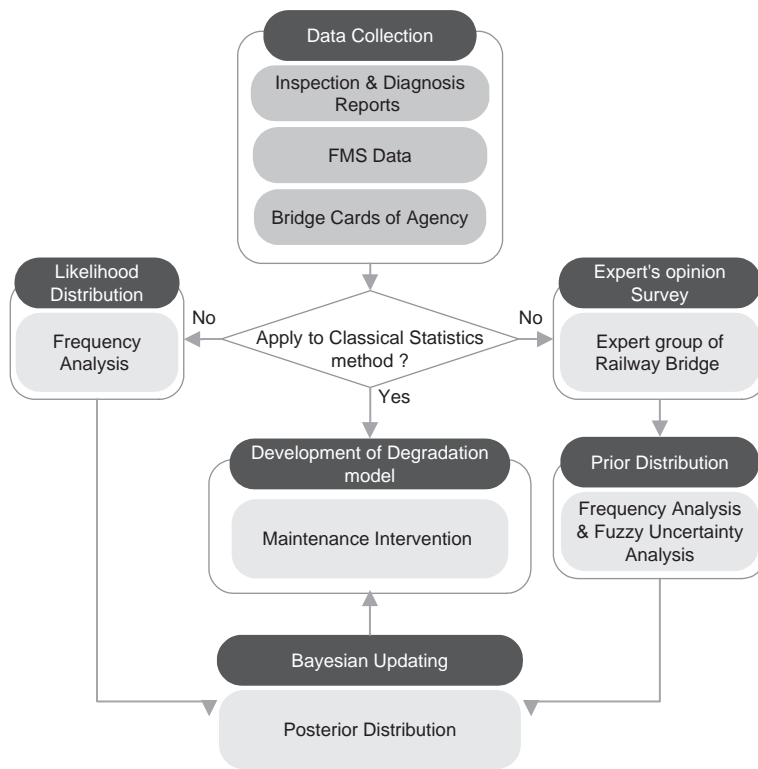 Data Collection
Inspection & Diagnosis
Reports
FMS Data
Bridge Cards of Agency
Likelihood
Distribution
Frequency
Analysis
No
Apply to Classical Statistics
method ?
No
Yes
Expert's opinion
Survey
Expert group of
Railway Bridge
Development of Degradation
model
Maintenance Intervention
Prior Distribution
Frequency Analysis
& Fuzzy Uncertainty
Analysis
Bayesian Updating
Posterior Distribution